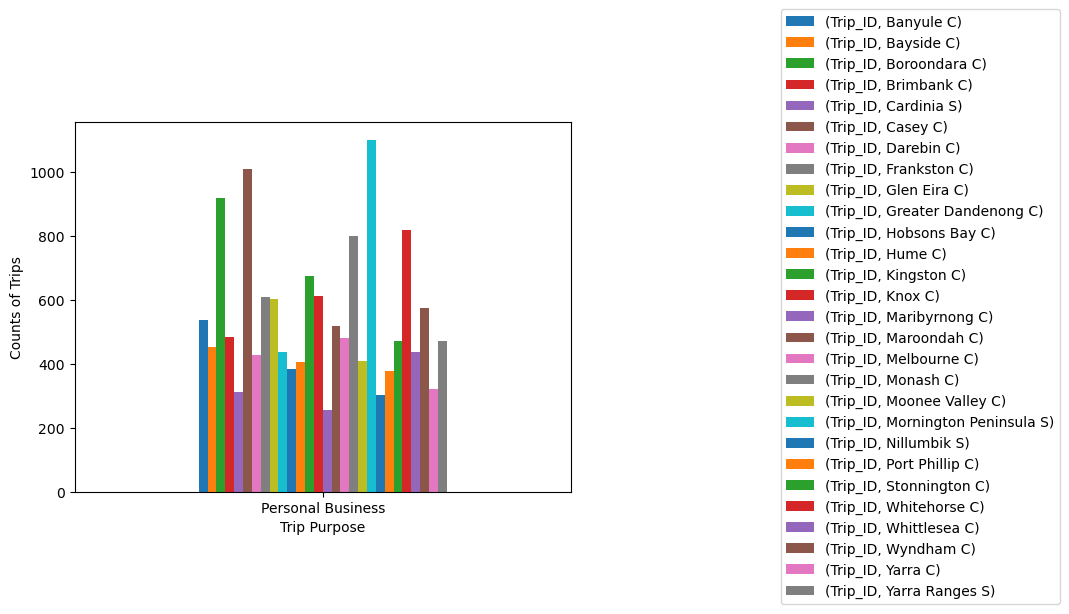 Counts of Trips
1000
800
600
400
200
0
Personal Business
Trip Purpose
(Trip_ID, Banyule C)
(Trip_ID, Bayside C)
(Trip_ID, Boroondara C)
(Trip_ID, Brimbank C)
(Trip_ID, Cardinia S)
(Trip_ID, Casey C)
(Trip_ID, Darebin C)
(Trip_ID, Frankston C)
(Trip_ID, Glen Eira C)
(Trip_ID, Greater Dandenong C)
(Trip_ID, Hobsons Bay C)
(Trip_ID, Hume C)
(Trip_ID, Kingston C)
(Trip_ID, Knox C)
(Trip_ID, Maribyrnong C)
(Trip_ID, Maroondah C)
(Trip_ID, Melbourne C)
(Trip_ID, Monash C)
(Trip_ID, Moonee Valley C)
(Trip_ID, Mornington Peninsula S)
(Trip_ID, Nillumbik S)
(Trip_ID, Port Phillip C)
(Trip_ID, Stonnington C)
(Trip_ID, Whitehorse C)
(Trip_ID, Whittlesea C)
(Trip_ID, Wyndham C)
(Trip_ID, Yarra C)
(Trip_ID, Yarra Ranges S)